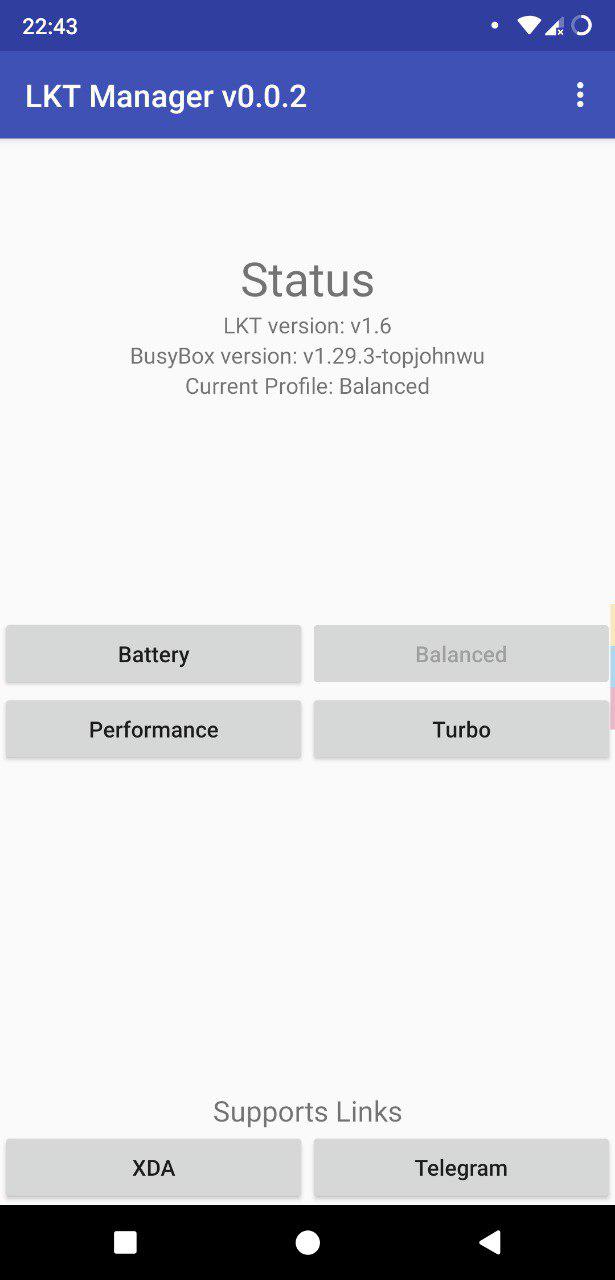 22:43
LKT Manager v0.0.2
Status
LKT version: v1.6
BusyBox version: v1.29.3-topjohnwu
Current Profile: Balanced
Battery
Balanced
Performance
Turbo
Supports Links
XDA
Telegram